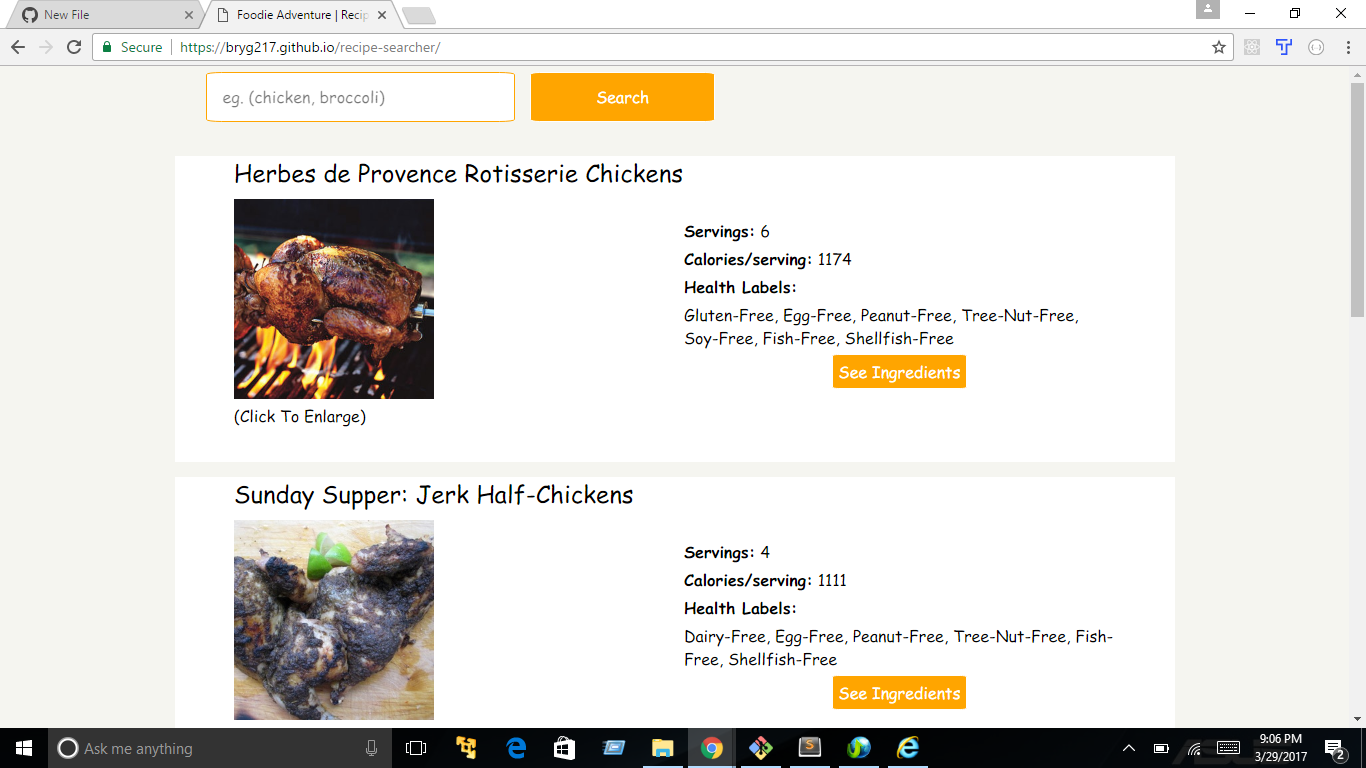 New File
Foodie Adventure | Recip
Secure
https://bryg217.github.io/recipe-searcher/
eg. (chicken, broccoli)
Search
Herbes de Provence Rotisserie Chickens
Servings: 6
Calories/serving: 1174
Health Labels:
Gluten-Free, Egg-Free, Peanut-Free, Tree-Nut-Free,
Soy-Free, Fish-Free, Shellfish-Free
See Ingredients
(Click To Enlarge)
Sunday Supper: Jerk Half-Chickens
Servings: 4
Calories/serving: 1111
Health Labels:
Dairy-Free, Egg-Free, Peanut-Free, Tree-Nut-Free, Fish-
Free, Shellfish-Free
See Ingredients
Ask me anything
9:06 PM
3/29/2017
2